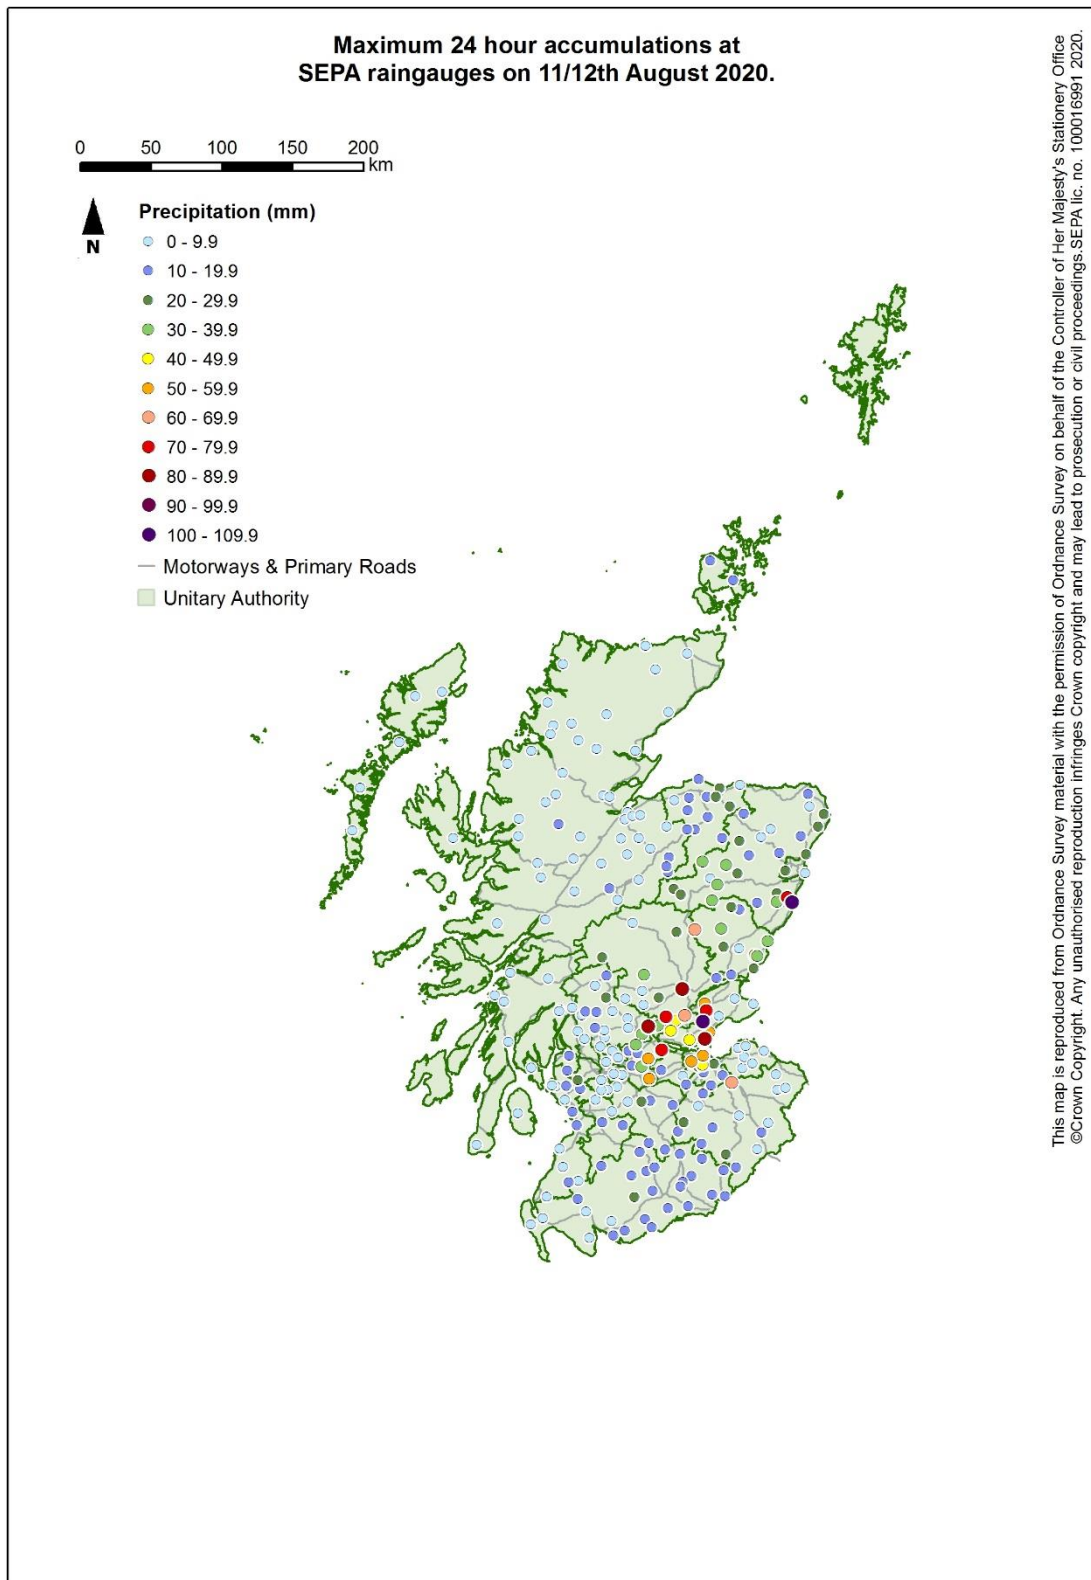 Maximum 24 hour accumulations at
SEPA raingauges on 11/12th August 2020.
0 50 100 150 200
km
N
Precipitation (mm)
0 - 9.9
10 - 19.9
20 - 29.9
30 - 39.9
40 - 49.9
50 - 59.9
60 - 69.9
70 - 79.9
80 - 89.9
90 - 99.9
100 - 109.9
Motorways & Primary Roads
Unitary Authority
This map is reproduced from Ordnance Survey material with the permission of Ordnance Survey on behalf of the Controller of Her Majesty's Stationery Office
©Crown Copyright. Any unauthorised reproduction infringes Crown copyright and may lead to prosecution or civil proceedings.SEPA lic. no. 100016991 2020.